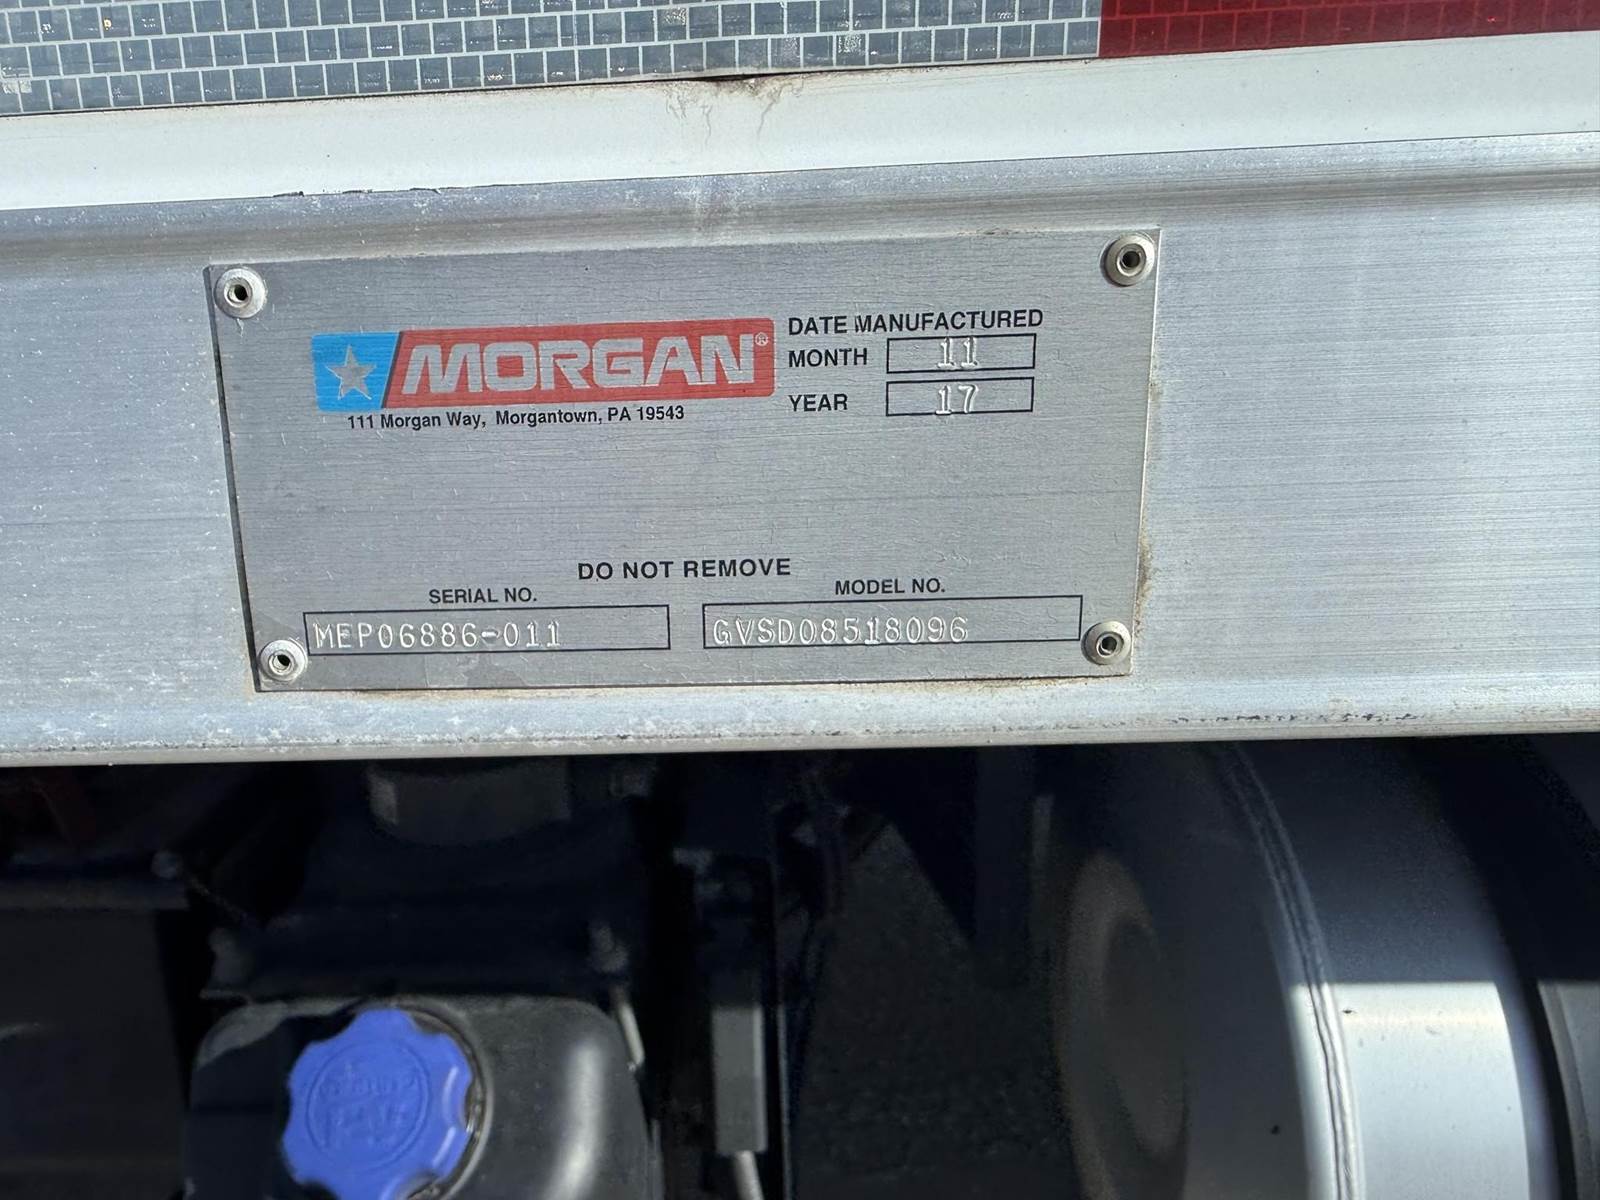 MORGAN®
111 Morgan Way, Morgantown, PA 19543
DATE MANUFACTURED
MONTH 11
YEAR 17
DO NOT REMOVE
SERIAL NO.
MEP06886-011
MODEL NO.
GVSD08518096